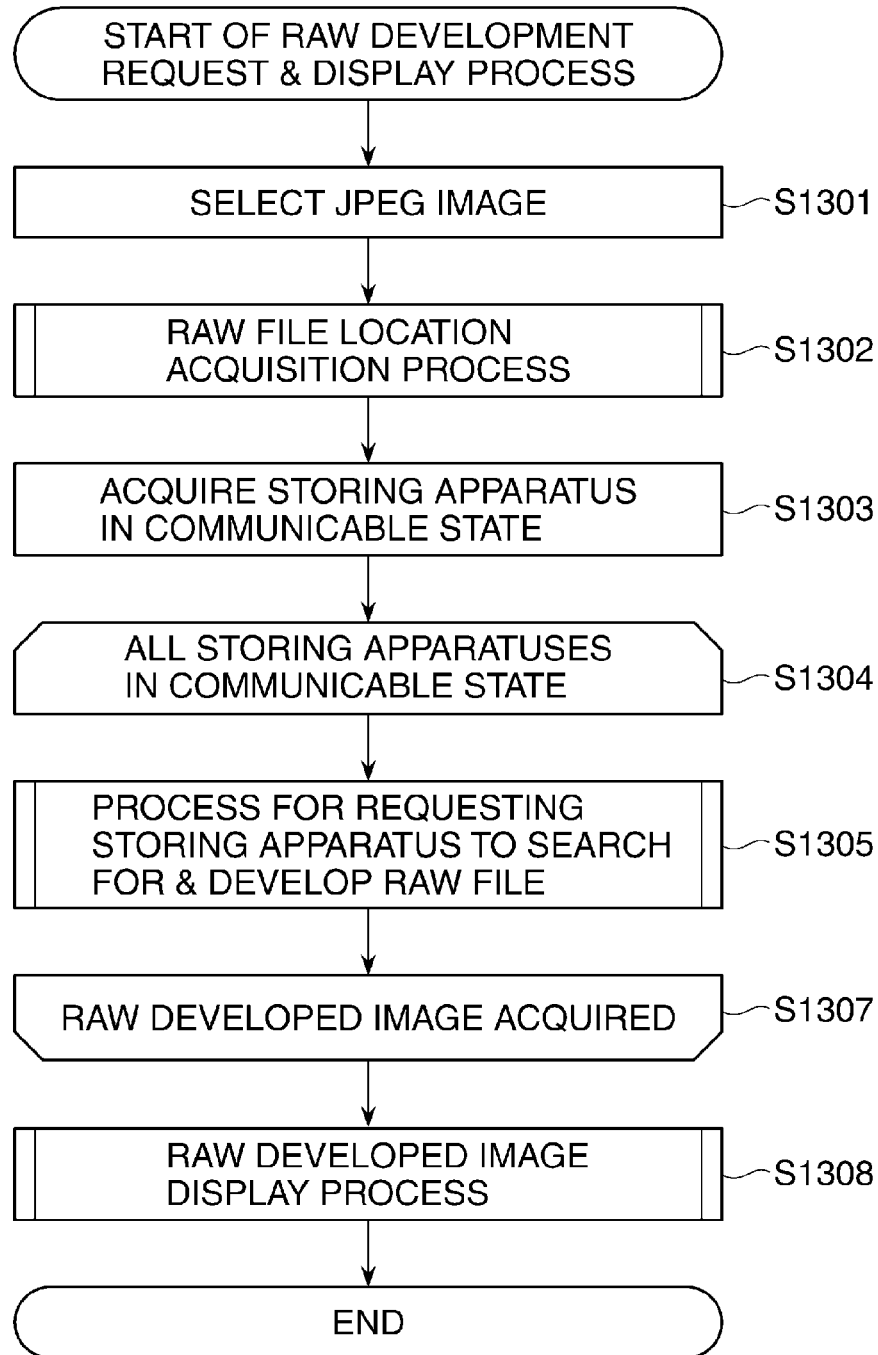 START OF RAW DEVELOPMENT
REQUEST & DISPLAY PROCESS
SELECT JPEG IMAGE
S1301
RAW FILE LOCATION
ACQUISITION PROCESS
S1302
ACQUIRE STORING APPARATUS
IN COMMUNICABLE STATE
S1303
ALL STORING APPARATUSES
IN COMMUNICABLE STATE
S1304
PROCESS FOR REQUESTING
STORING APPARATUS TO SEARCH
FOR & DEVELOP RAW FILE
S1305
RAW DEVELOPED IMAGE ACQUIRED
S1307
RAW DEVELOPED IMAGE
DISPLAY PROCESS
S1308
END